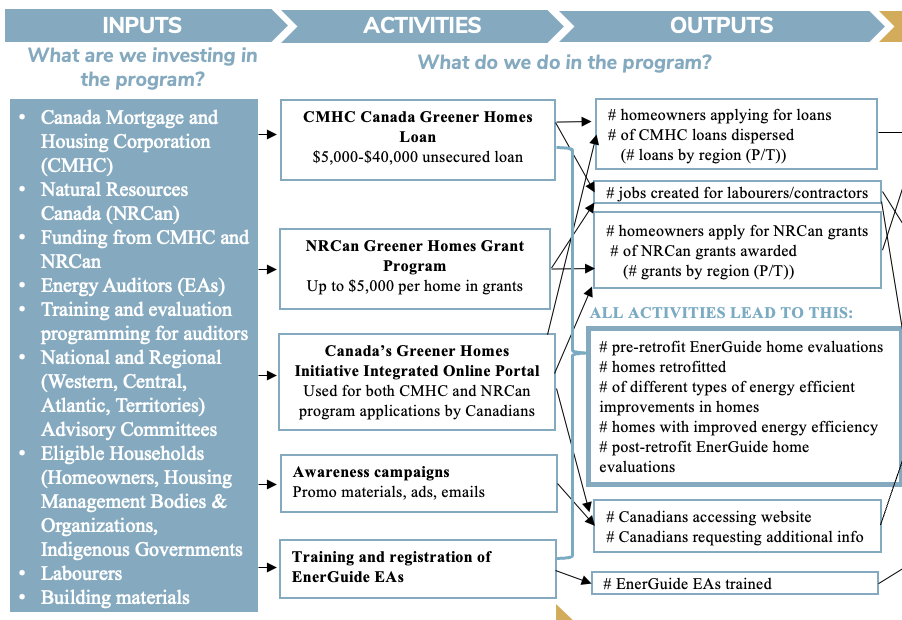 INPUTS
ACTIVITIES
OUTPUTS
What are we investing in
the program?
What do we do in the program?
• Canada Mortgage and
Housing Corporation
(CMHC)
• Natural Resources
Canada (NRCan)
• Funding from CMHC and
NRCan
• Energy Auditors (EAs)
• Training and evaluation
programming for auditors
• National and Regional
(Western, Central,
Atlantic, Territories)
Advisory Committees
• Eligible Households
(Homeowners, Housing
Management Bodies &
Organizations,
Indigenous Governments
• Labourers
• Building materials
CMHC Canada Greener Homes
Loan
$5,000-$40,000 unsecured loan
NRCan Greener Homes Grant
Program
Up to $5,000 per home in grants
Canada's Greener Homes
Initiative Integrated Online Portal
Used for both CMHC and NRCan
program applications by Canadians
Awareness campaigns
Promo materials, ads, emails
Training and registration of
EnerGuide EAs
# homeowners applying for loans
# of CMHC loans dispersed
(# loans by region (P/T))
# jobs created for labourers/contractors
# homeowners apply for NRCan grants
# of NRCan grants awarded
(# grants by region (P/T))
ALL ACTIVITIES LEAD TO THIS:
# pre-retrofit EnerGuide home evaluations
# homes retrofitted
# of different types of energy efficient
improvements in homes
# homes with improved energy efficiency
# post-retrofit EnerGuide home
evaluations
# Canadians accessing website
# Canadians requesting additional info
# EnerGuide EAs trained